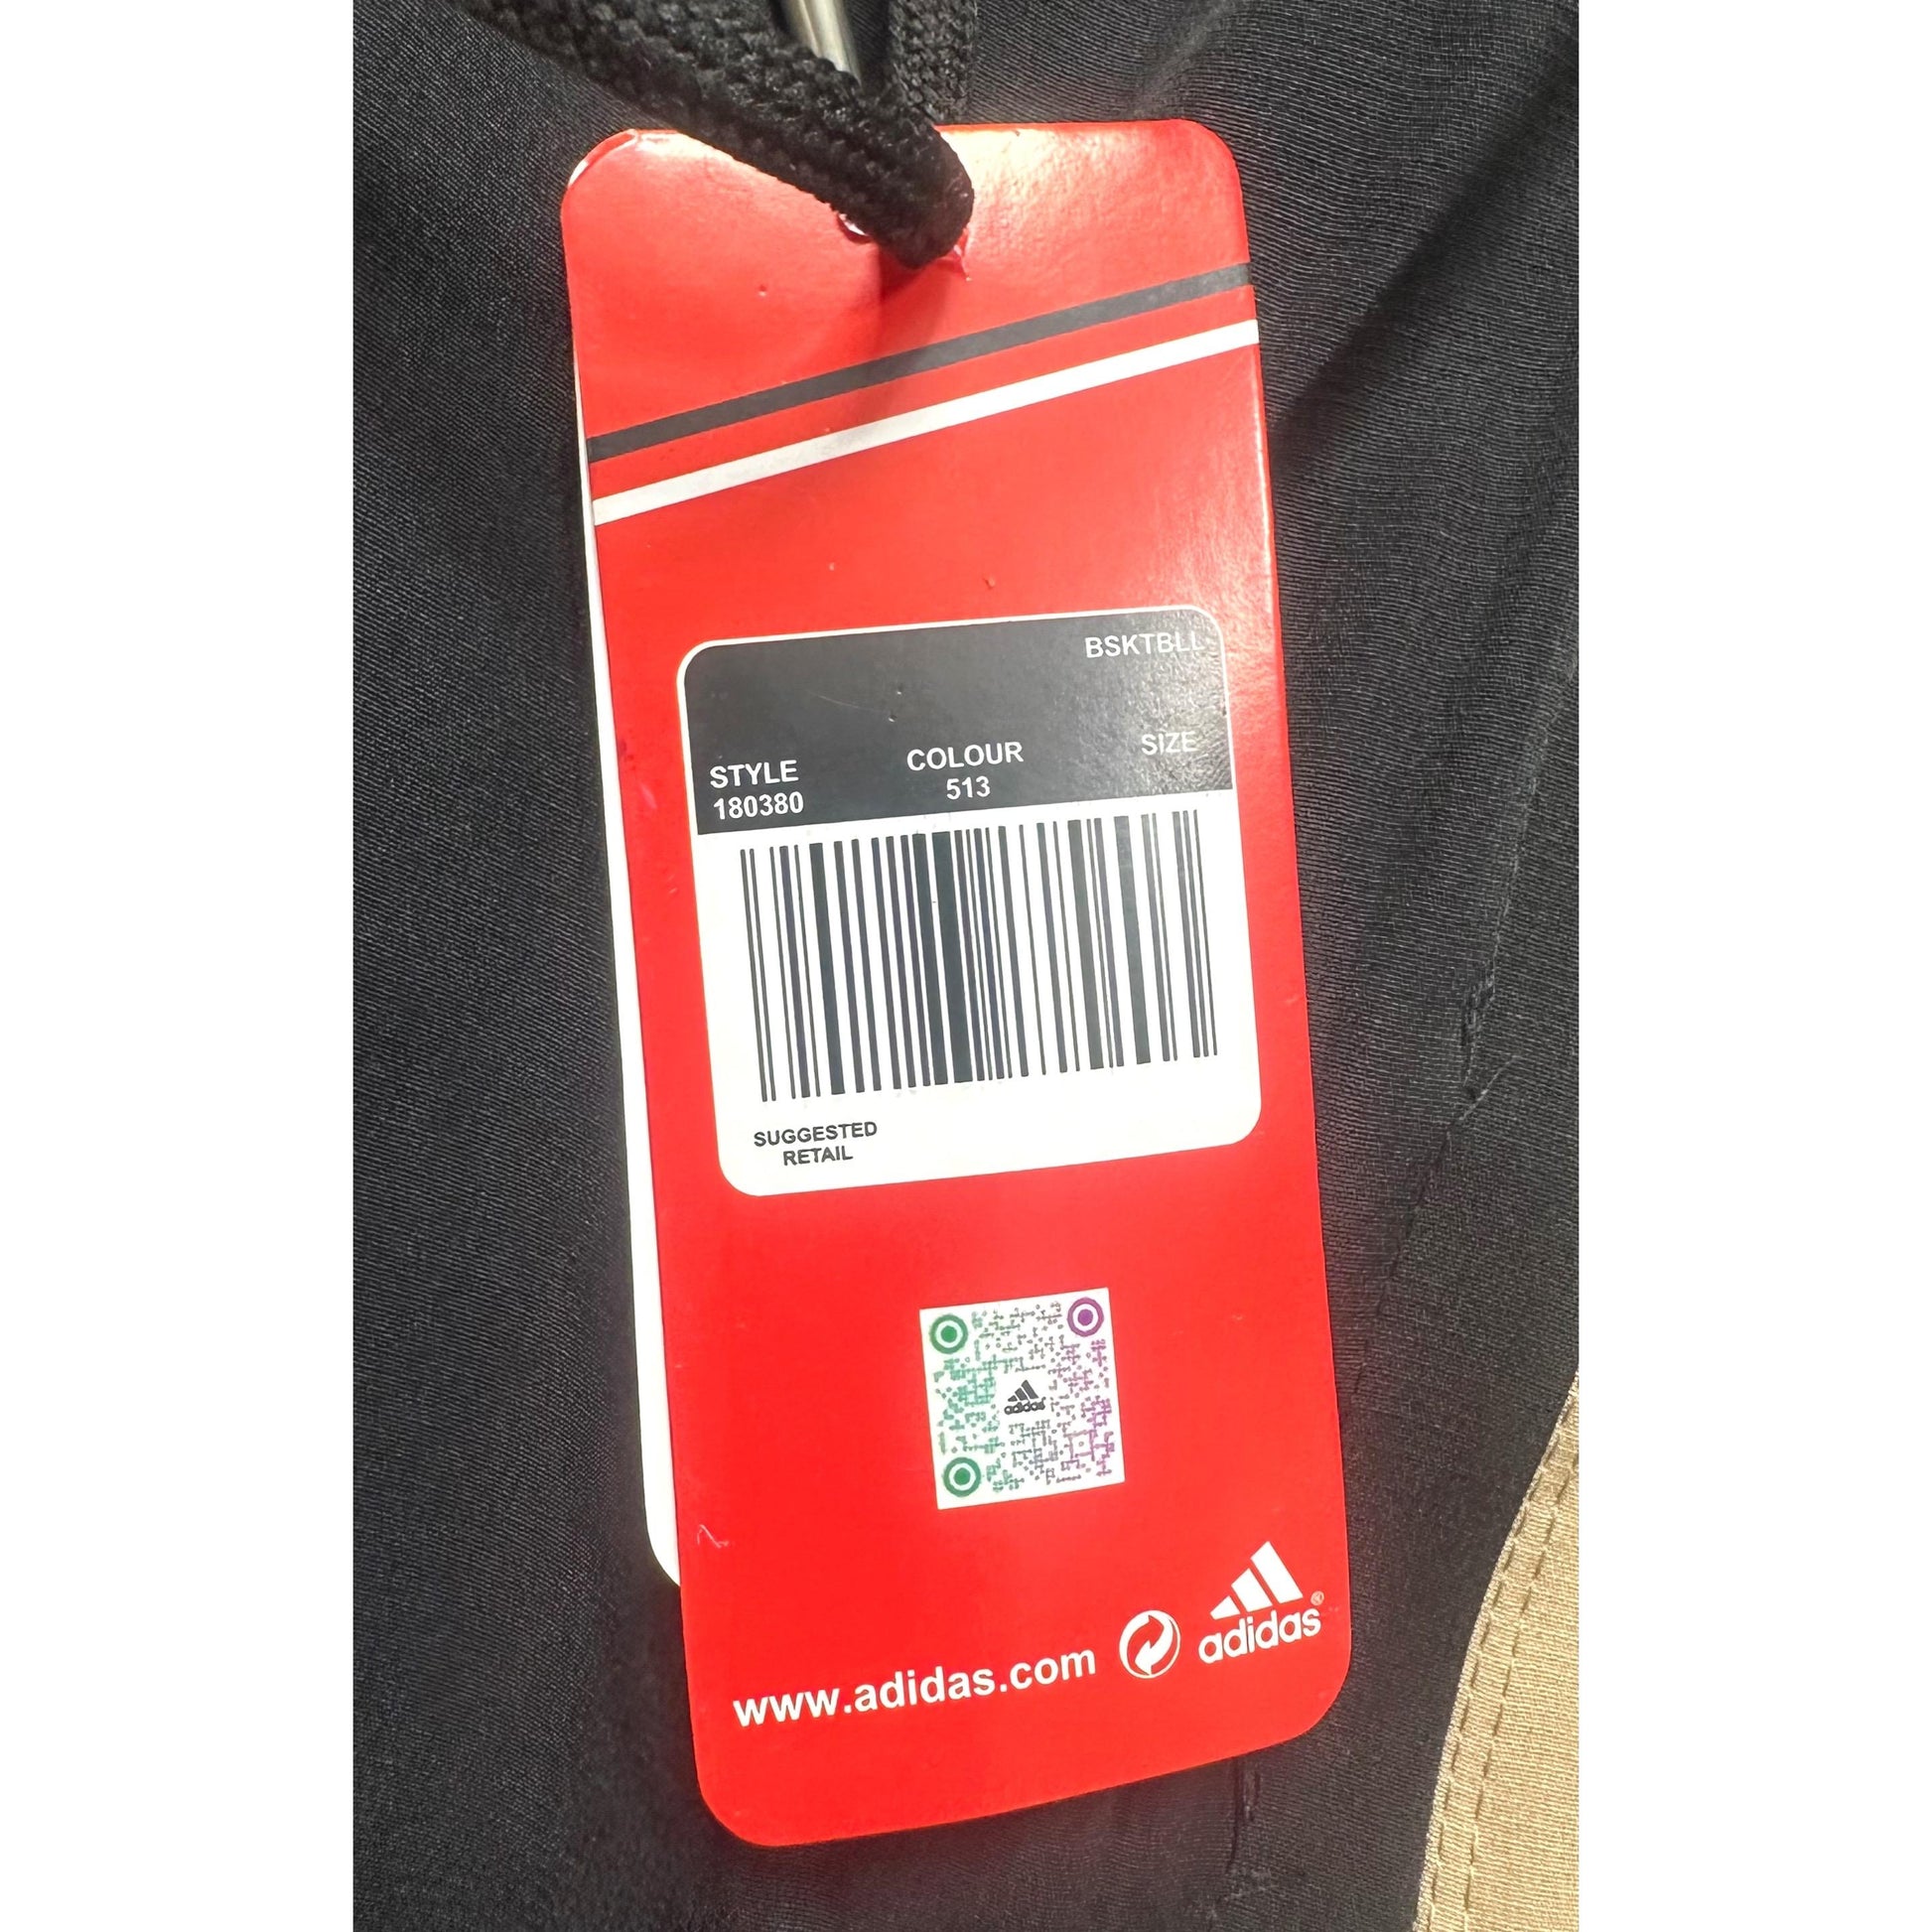 BSKTBLL
STYLE COLOUR SIZE
180380 513
SUGGESTED
RETAIL
adidas
www.adidas.com adidas®